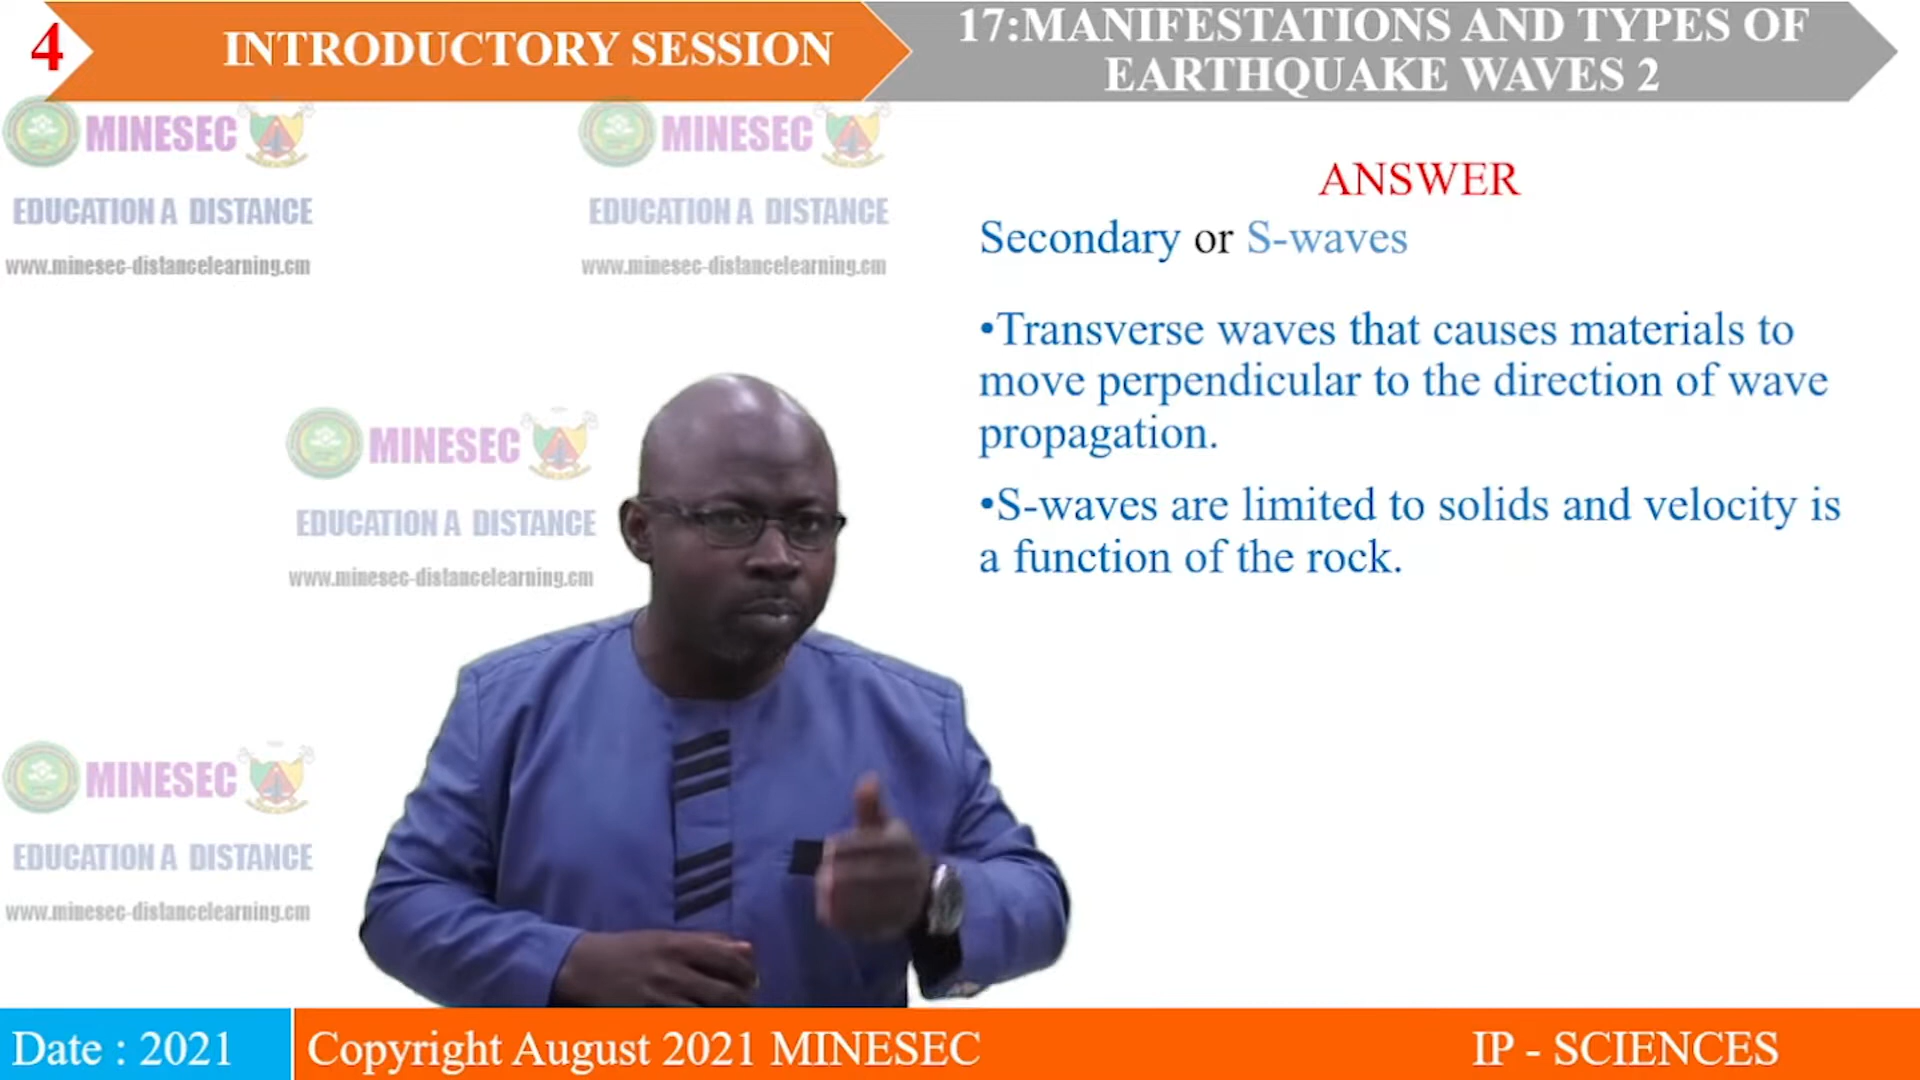 4
INTRODUCTORY SESSION
17:MANIFESTATIONS AND TYPES OF
EARTHQUAKE WAVES 2
MINESEC
EDUCATION A DISTANCE
www.minesec-distancelearning.cm
MINESEC
EDUCATION A DISTANCE
www.minesec-distancelearning.cm
ANSWER
Secondary or S-waves
•Transverse waves that causes materials to
move perpendicular to the direction of wave
propagation.
•S-waves are limited to solids and velocity is
a function of the rock.
MINESEC
EDUCATION A DISTANCE
www.minesec-distancelearning.cm
MINESEC
EDUCATION A DISTANCE
www.minesec-distancelearning.cm
Date : 2021
Copyright August 2021 MINESEC
IP - SCIENCES